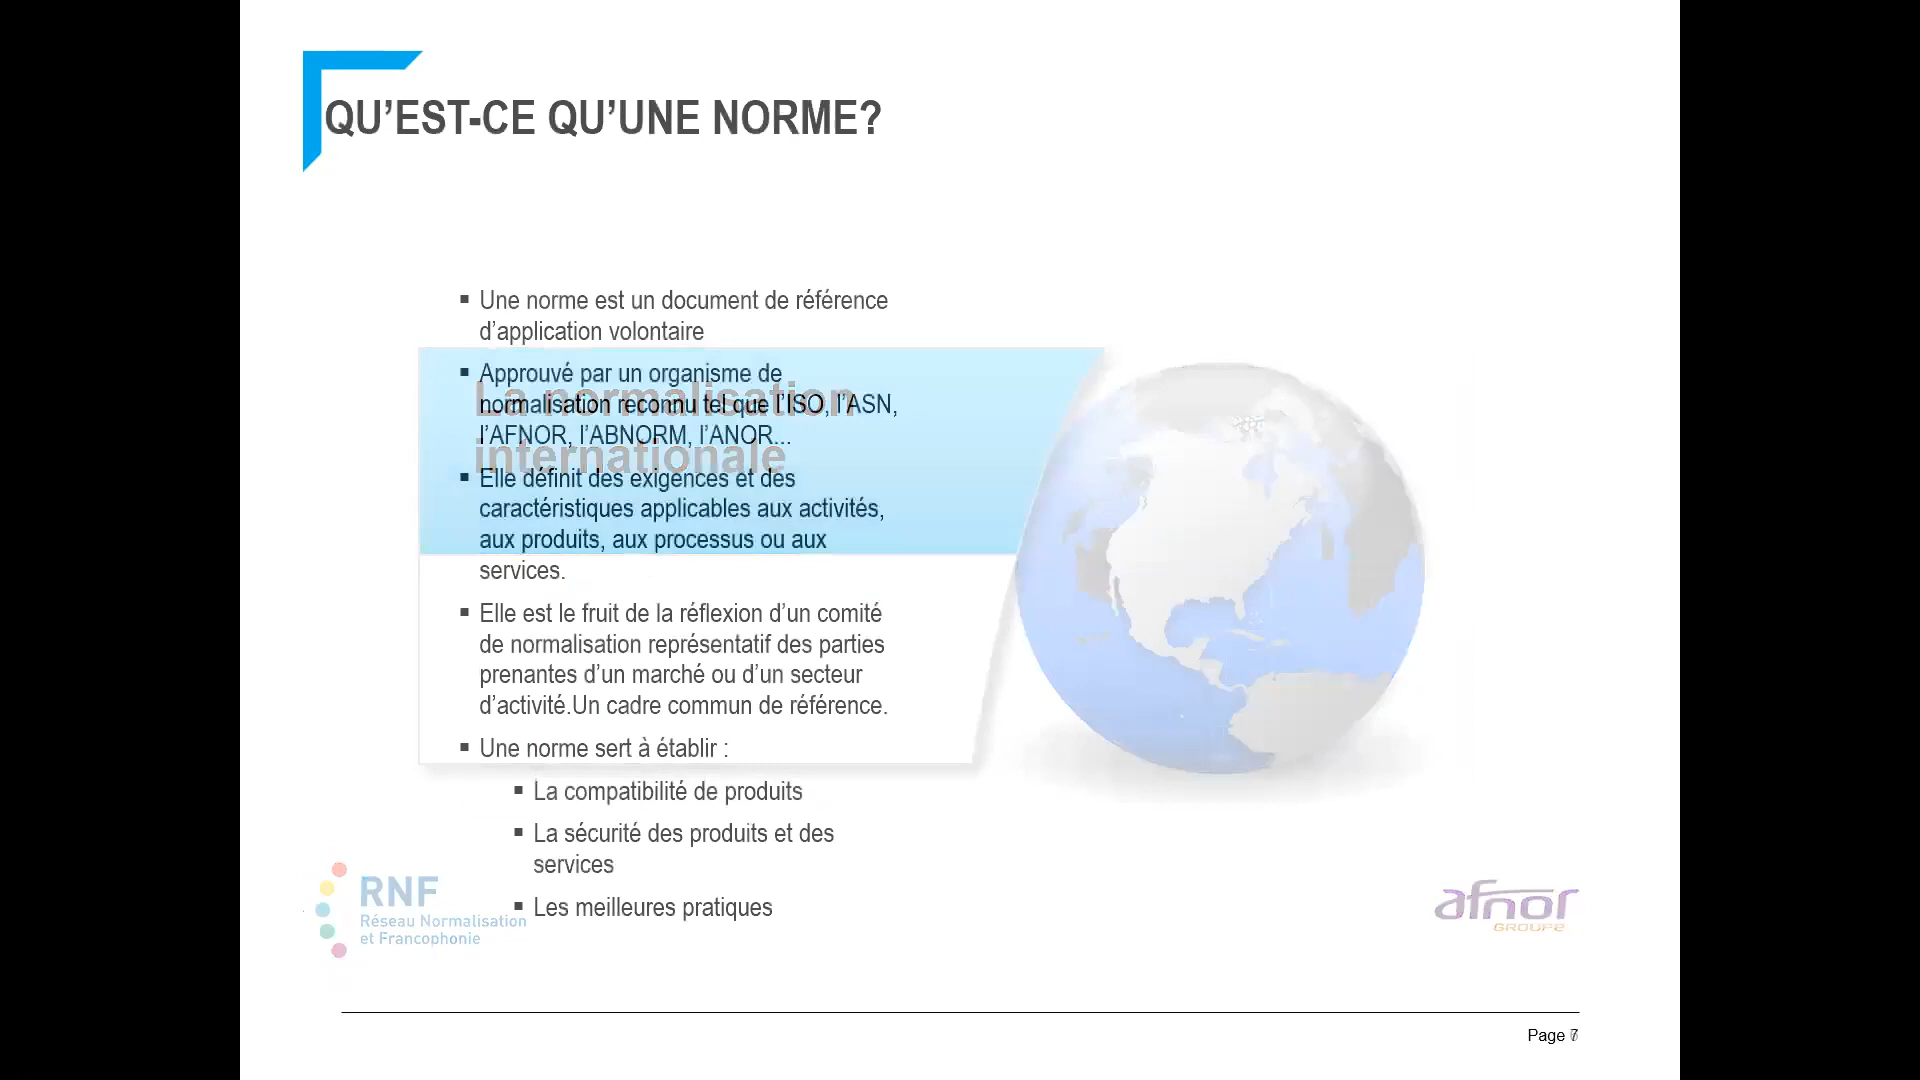 QU’EST-CE QU’UNE NORME?
Une norme est un document de référence
d’application volontaire
Approuvé par un organisme de
normalisation reconnu tel que l’ISO, l’ASN,
l’AFNOR, l’ABNORM, l’ANOR...
La normalisation
internationale
Elle définit des exigences et des
caractéristiques applicables aux activités,
aux produits, aux processus ou aux
services.
Elle est le fruit de la réflexion d’un comité
de normalisation représentatif des parties
prenantes d’un marché ou d’un secteur
d’activité.Un cadre commun de référence.
Une norme sert à établir :
La compatibilité de produits
La sécurité des produits et des
services
Les meilleures pratiques
RNF
Réseau Normalisation
et Francophonie
afnor
GROUPE
Page 7